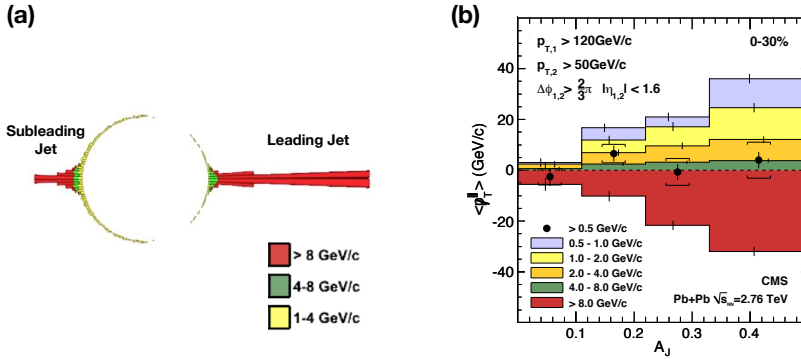 (a)
Subleading
Jet
Leading Jet
> 8 GeV/c
4-8 GeV/c
1-4 GeV/c
(b)
p_T,1 > 120GeV/c
0-30%
p_T,2 > 50GeV/c
Δϕ_1,2 > 2/3 π |η_1,2| < 1.6
40
20
0
-20
-40
<p_T^||> (GeV/c)
> 0.5 GeV/c
0.5 - 1.0 GeV/c
1.0 - 2.0 GeV/c
2.0 - 4.0 GeV/c
4.0 - 8.0 GeV/c
> 8.0 GeV/c
CMS
Pb+Pb √s_NN=2.76 TeV
0.1 0.2 0.3 0.4
A_J